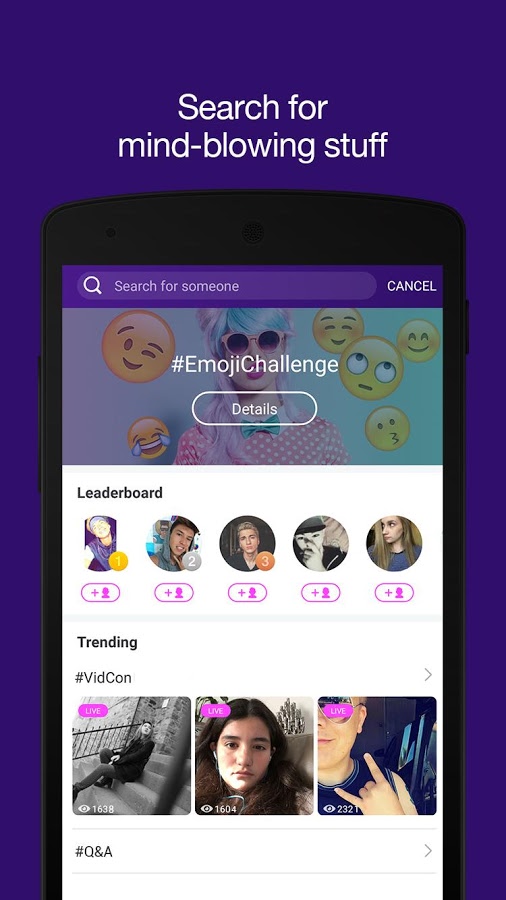 Search for
mind-blowing stuff
Search for someone
CANCEL
#EmojiChallenge
Details
Leaderboard
1
2
3
+
+
+
+
+
Trending
#VidCon
LIVE
LIVE
LIVE
1638
1604
2321
#Q&A